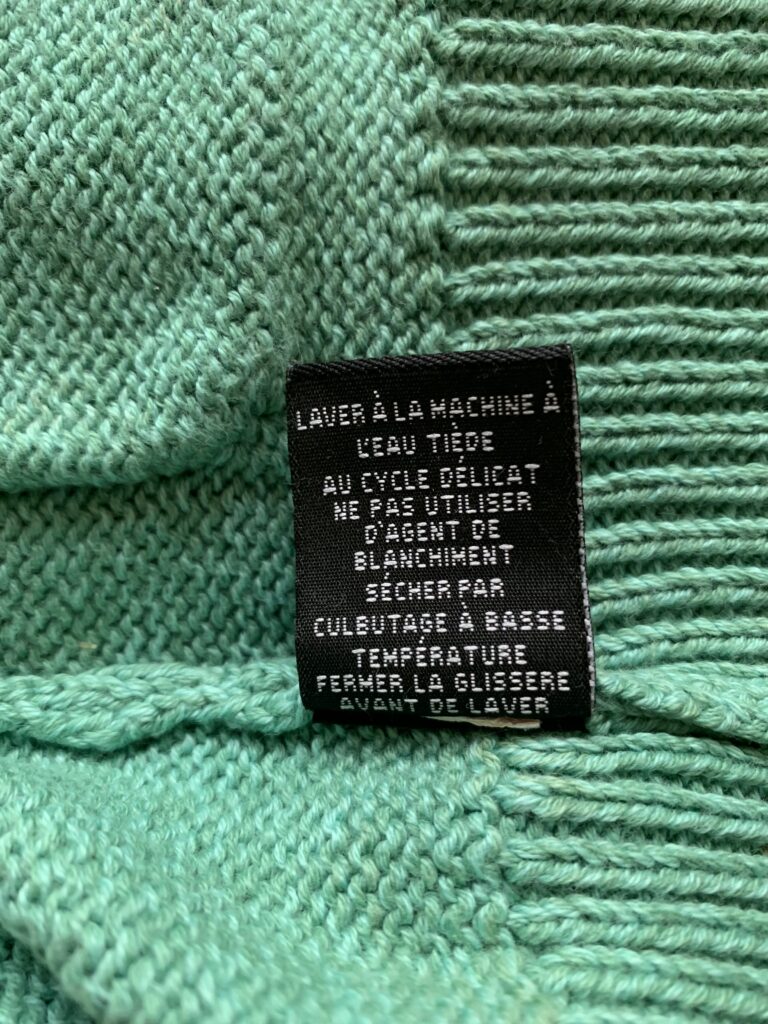 LAVER À LA MACHINE À
L'EAU TIÈDE
AU CYCLE DÉLICAT
NE PAS UTILISER
D'AGENT DE
BLANCHIMENT
SÉCHER PAR
CULBUTAGE À BASSE
TEMPÉRATURE
FERMER LA GLISSERE
AVANT DE LAVER